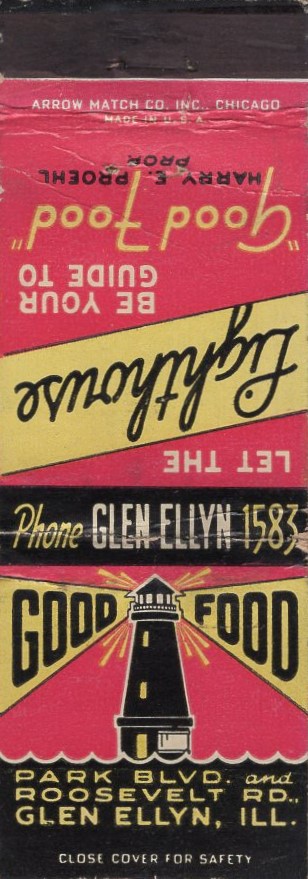 ARROW MATCH CO. INC., CHICAGO
MADE IN U.S.A.
LET THE
Lighthouse
BE YOUR
GUIDE TO
"Good Food"
HARRY E. PROEHL
PROP.
Phone GLEN ELLYN 1583
GOOD FOOD
PARK BLVD. and
ROOSEVELT RD.,
GLEN ELLYN, ILL.
CLOSE COVER FOR SAFETY